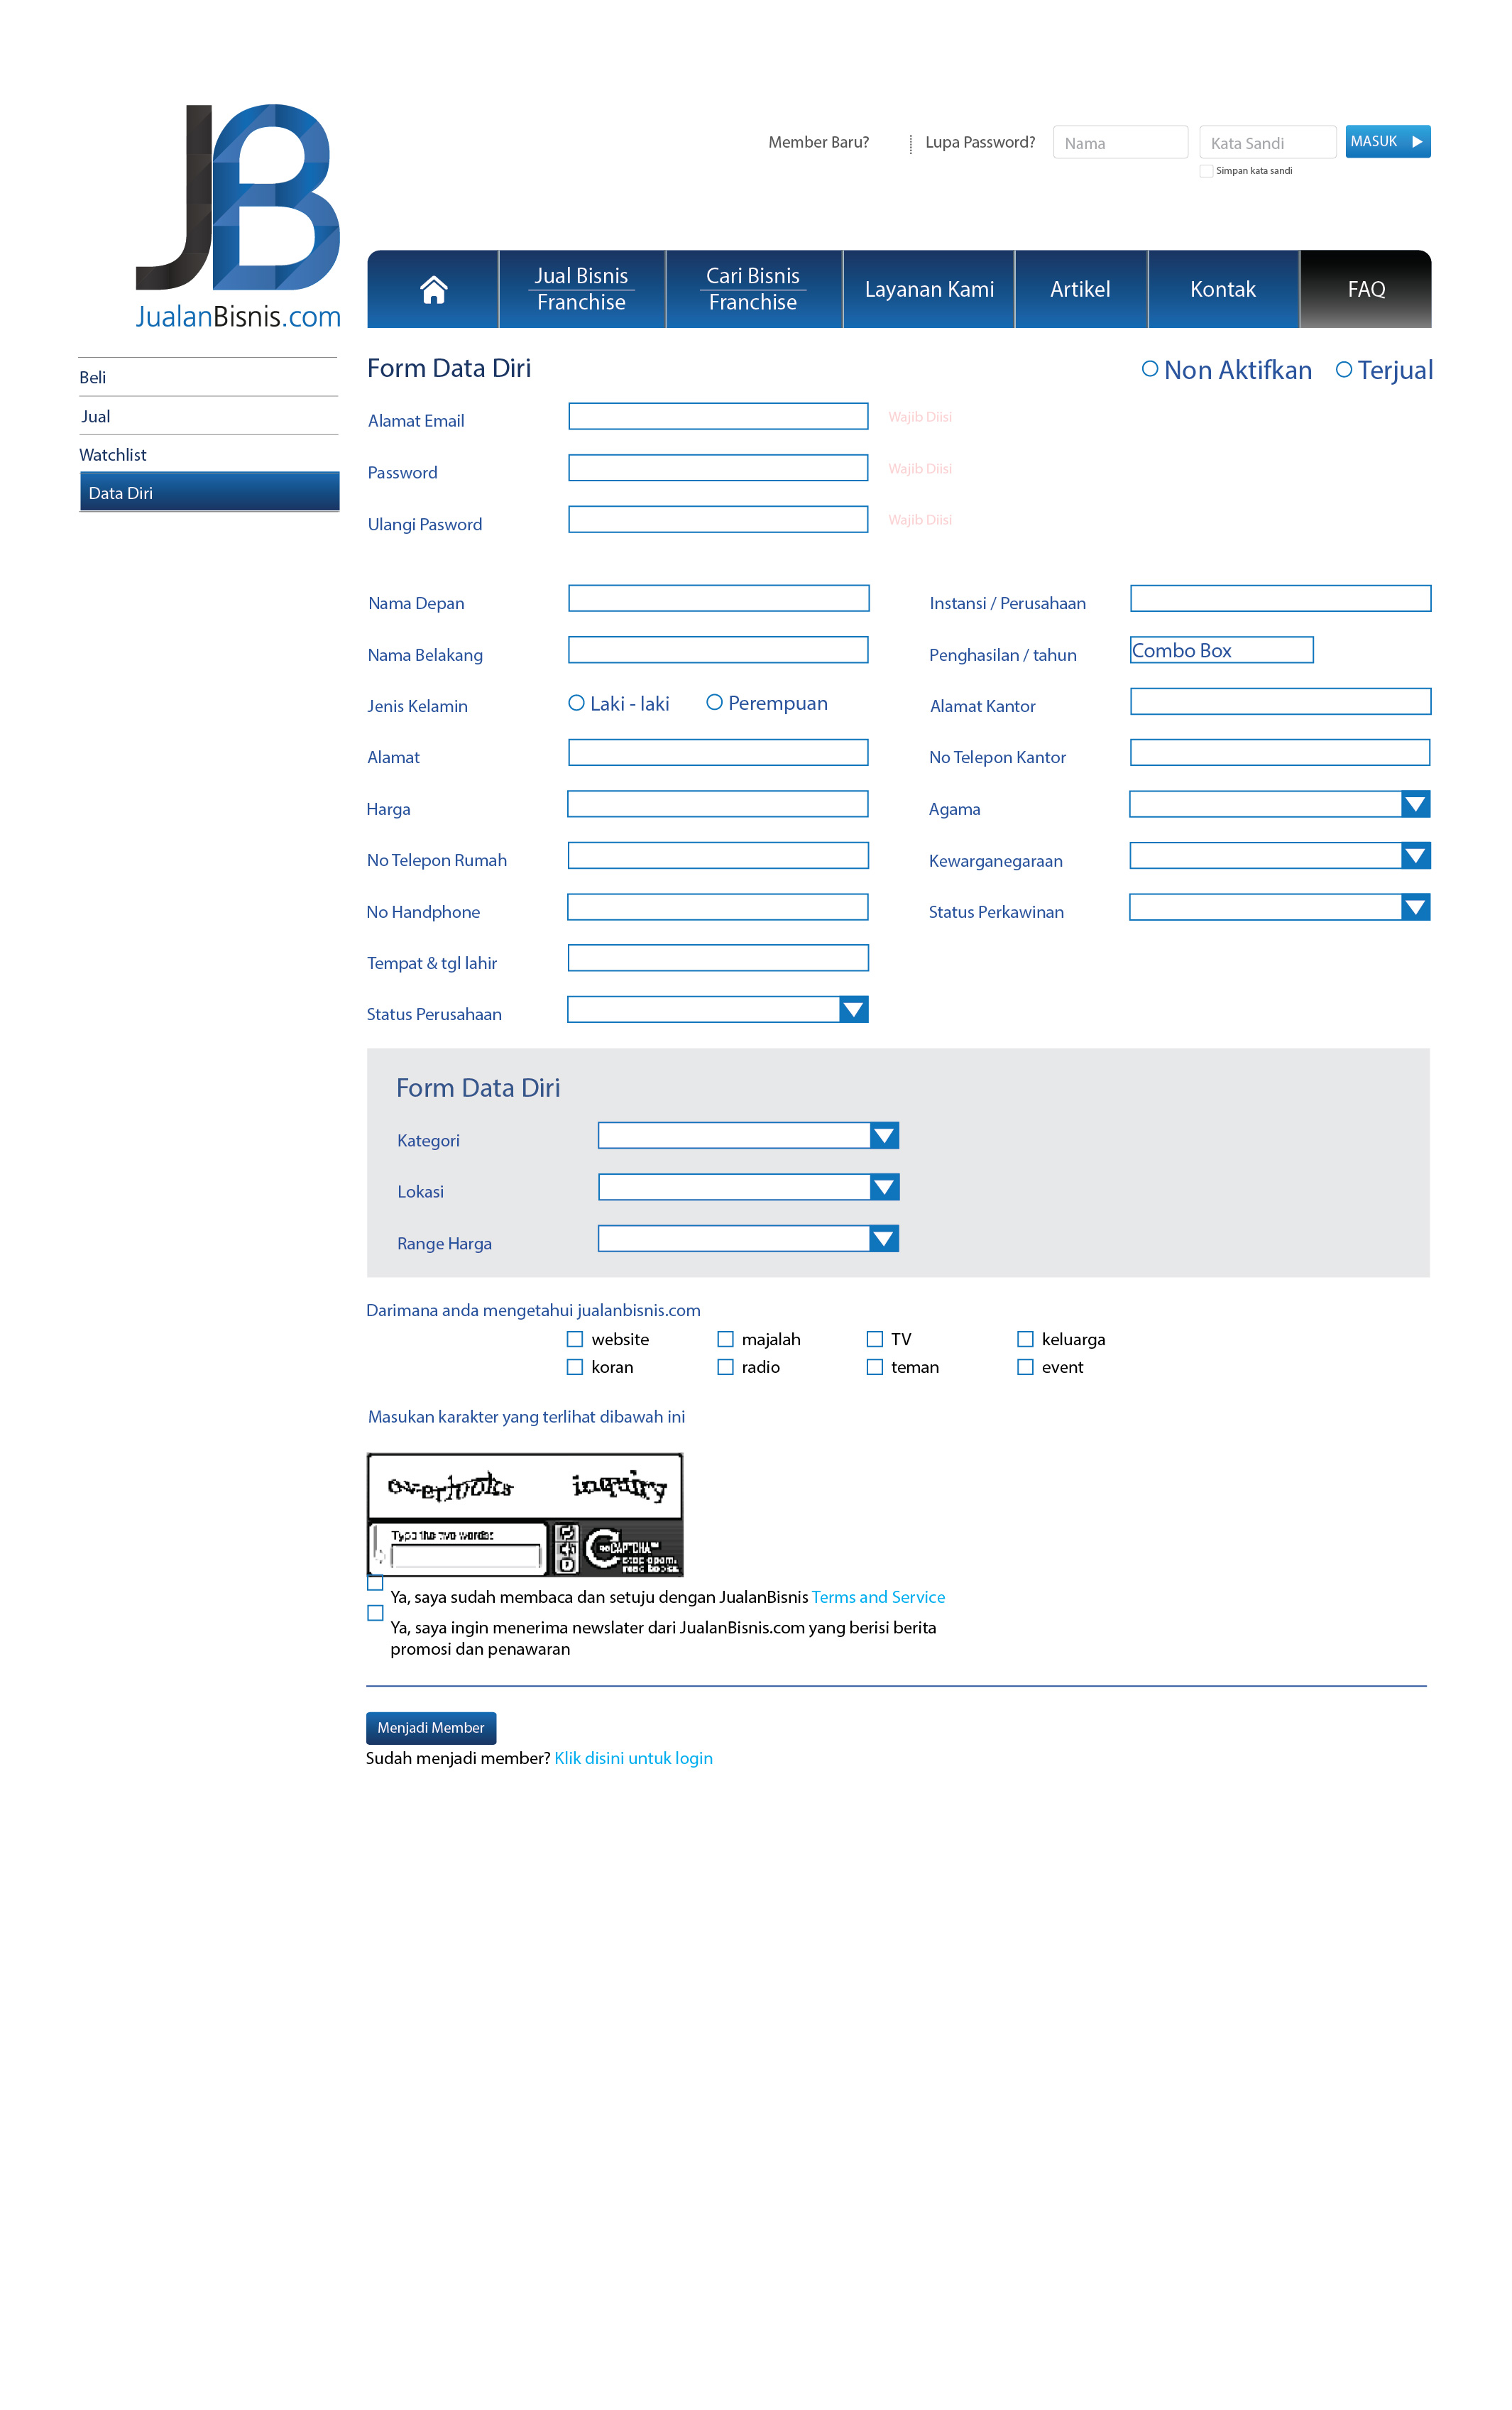 JB
JualanBisnis.com
Member Baru?
Lupa Password?
Nama
Kata Sandi
MASUK
Simpan kata sandi
Jual Bisnis
Franchise
Cari Bisnis
Franchise
Layanan Kami
Artikel
Kontak
FAQ
Beli
Jual
Watchlist
Data Diri
Form Data Diri
Non Aktifkan
Terjual
Alamat Email
Wajib Diisi
Password
Wajib Diisi
Ulangi Pasword
Wajib Diisi
Nama Depan
Instansi / Perusahaan
Nama Belakang
Penghasilan / tahun
Combo Box
Jenis Kelamin
Laki - laki
Perempuan
Alamat Kantor
Alamat
No Telepon Kantor
Harga
Agama
No Telepon Rumah
Kewarganegaraan
No Handphone
Status Perkawinan
Tempat & tgl lahir
Status Perusahaan
Form Data Diri
Kategori
Lokasi
Range Harga
Darimana anda mengetahui jualanbisnis.com
website
majalah
TV
keluarga
koran
radio
teman
event
Masukan karakter yang terlihat dibawah ini
overlooks inquiry
Type the two words:
reCAPTCHA™
stop spam.
read books.
Ya, saya sudah membaca dan setuju dengan JualanBisnis Terms and Service
Ya, saya ingin menerima newslater dari JualanBisnis.com yang berisi berita
promosi dan penawaran
Menjadi Member
Sudah menjadi member? Klik disini untuk login